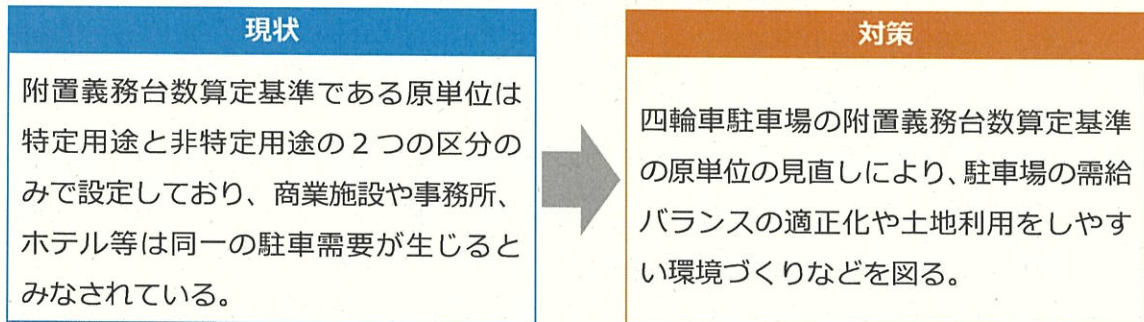 現状
附置義務台数算定基準である原単位は
特定用途と非特定用途の２つの区分の
みで設定しており、商業施設や事務所、
ホテル等は同一の駐車需要が生じると
みなされている。
対策
四輪車駐車場の附置義務台数算定基準
の原単位の見直しにより、駐車場の需給
バランスの適正化や土地利用をしやす
い環境づくりなどを図る。